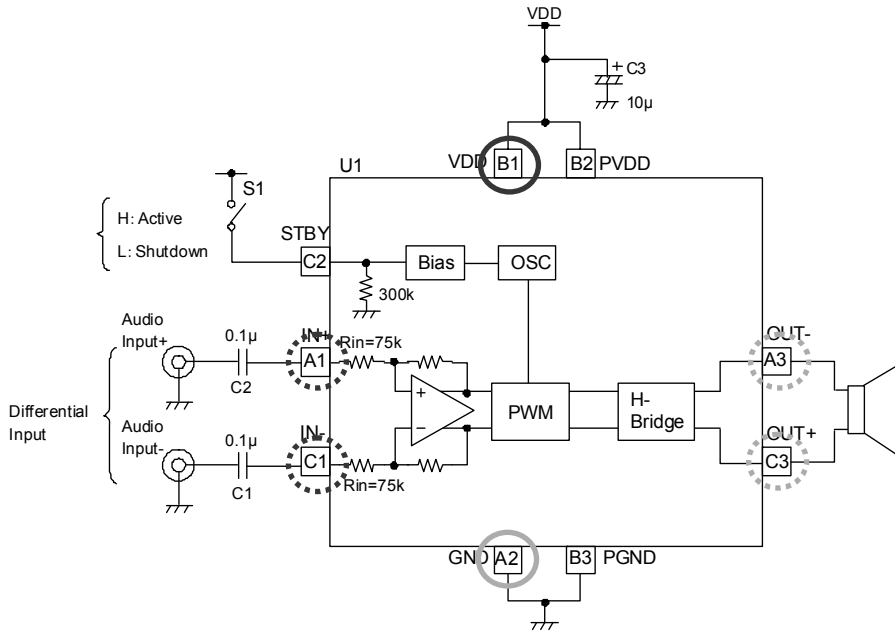 VDD
+ C3
10µ
U1
VDD B1 B2 PVDD
S1
H: Active
L: Shutdown
STBY
C2
Bias
OSC
300k
Audio
Input+
0.1µ
C2
IN+
A1
Rin=75k
OUT-
A3
Differential
Input
+
−
PWM
H-
Bridge
Audio
Input-
0.1µ
C1
IN-
C1
Rin=75k
OUT+
C3
GND A2 B3 PGND